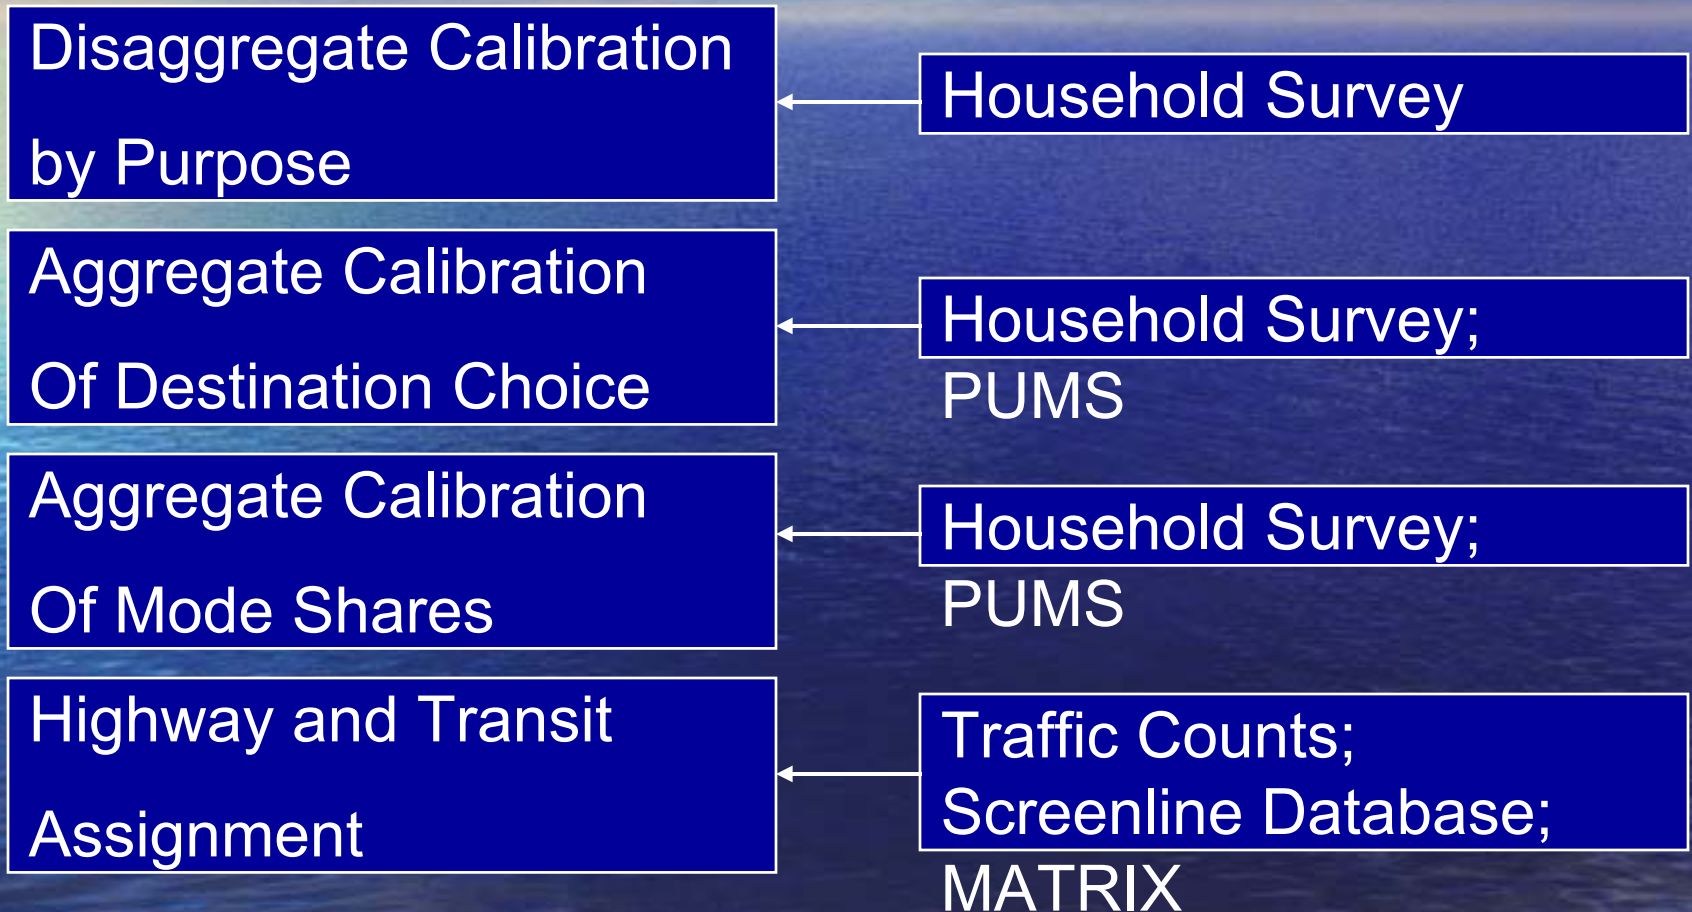 Disaggregate Calibration
by Purpose
Household Survey
Aggregate Calibration
Of Destination Choice
Household Survey;
PUMS
Aggregate Calibration
Of Mode Shares
Household Survey;
PUMS
Highway and Transit
Assignment
Traffic Counts;
Screenline Database;
MATRIX